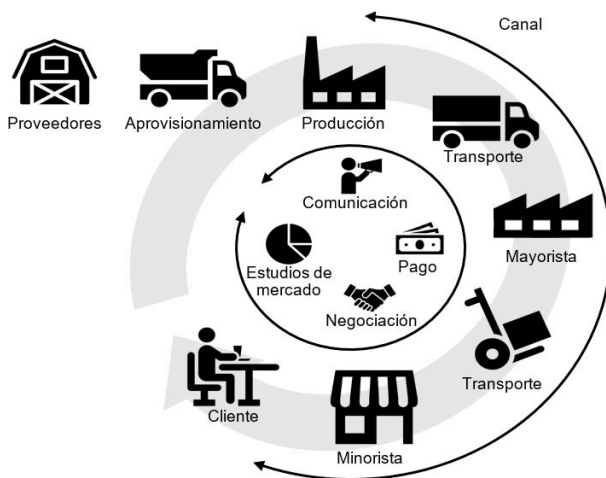 Canal
Proveedores
Aprovisionamiento
Producción
Transporte
Comunicación
Mayorista
Estudios de
mercado
Pago
Negociación
Transporte
Cliente
Minorista